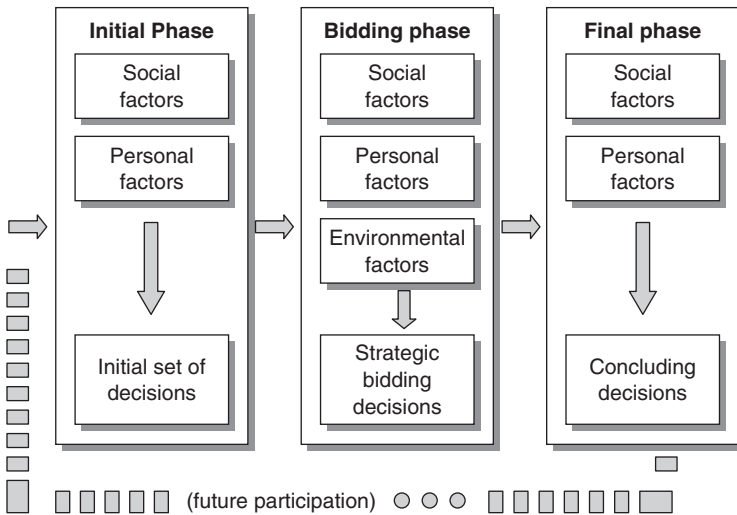 Initial Phase
Social
factors
Personal
factors
Initial set of
decisions
Bidding phase
Social
factors
Personal
factors
Environmental
factors
Strategic
bidding
decisions
Final phase
Social
factors
Personal
factors
Concluding
decisions
(future participation)